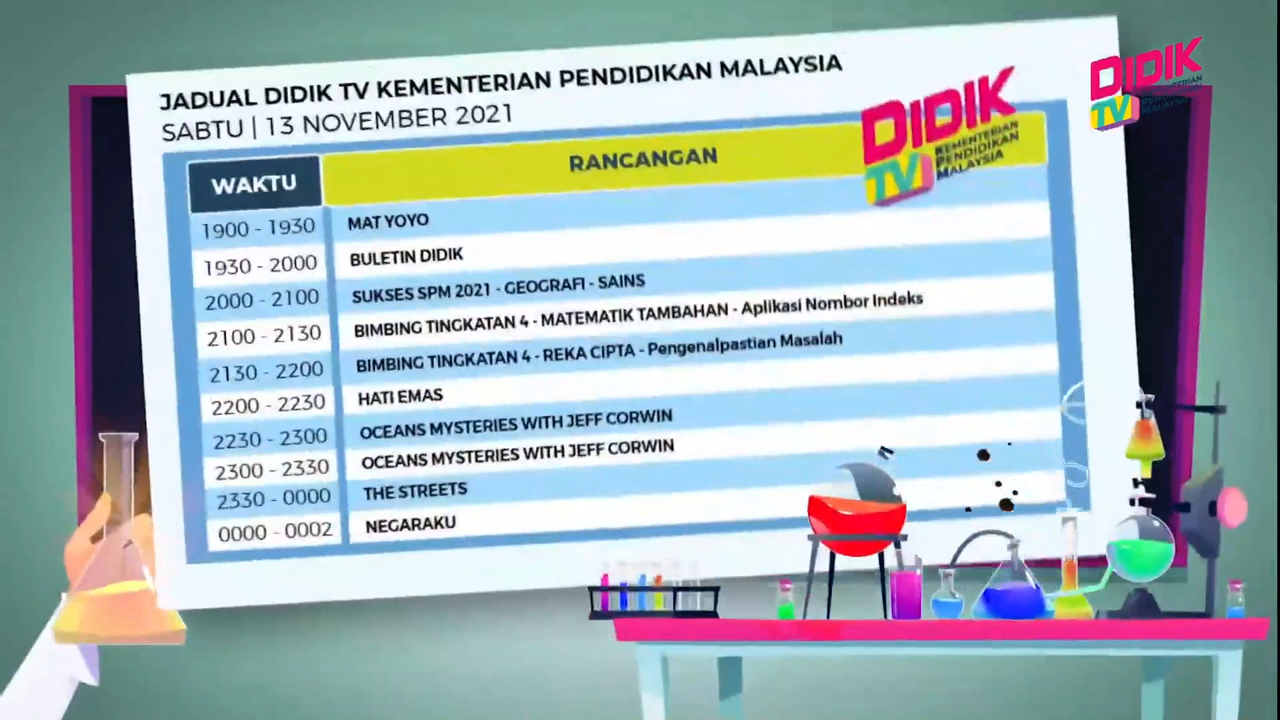 JADUAL DIDIK TV KEMENTERIAN PENDIDIKAN MALAYSIA
SABTU | 13 NOVEMBER 2021
DIDIK
TV
KEMENTERIAN
PENDIDIKAN
MALAYSIA
DIDIK
TV
KEMENTERIAN
PENDIDIKAN
MALAYSIA
WAKTU RANCANGAN
1900 - 1930 MAT YOYO
1930 - 2000 BULETIN DIDIK
2000 - 2100 SUKSES SPM 2021 - GEOGRAFI - SAINS
2100 - 2130 BIMBING TINGKATAN 4 - MATEMATIK TAMBAHAN - Aplikasi Nombor Indeks
2130 - 2200 BIMBING TINGKATAN 4 - REKA CIPTA - Pengenalpastian Masalah
2200 - 2230 HATI EMAS
2230 - 2300 OCEANS MYSTERIES WITH JEFF CORWIN
2300 - 2330 OCEANS MYSTERIES WITH JEFF CORWIN
2330 - 0000 THE STREETS
0000 - 0002 NEGARAKU